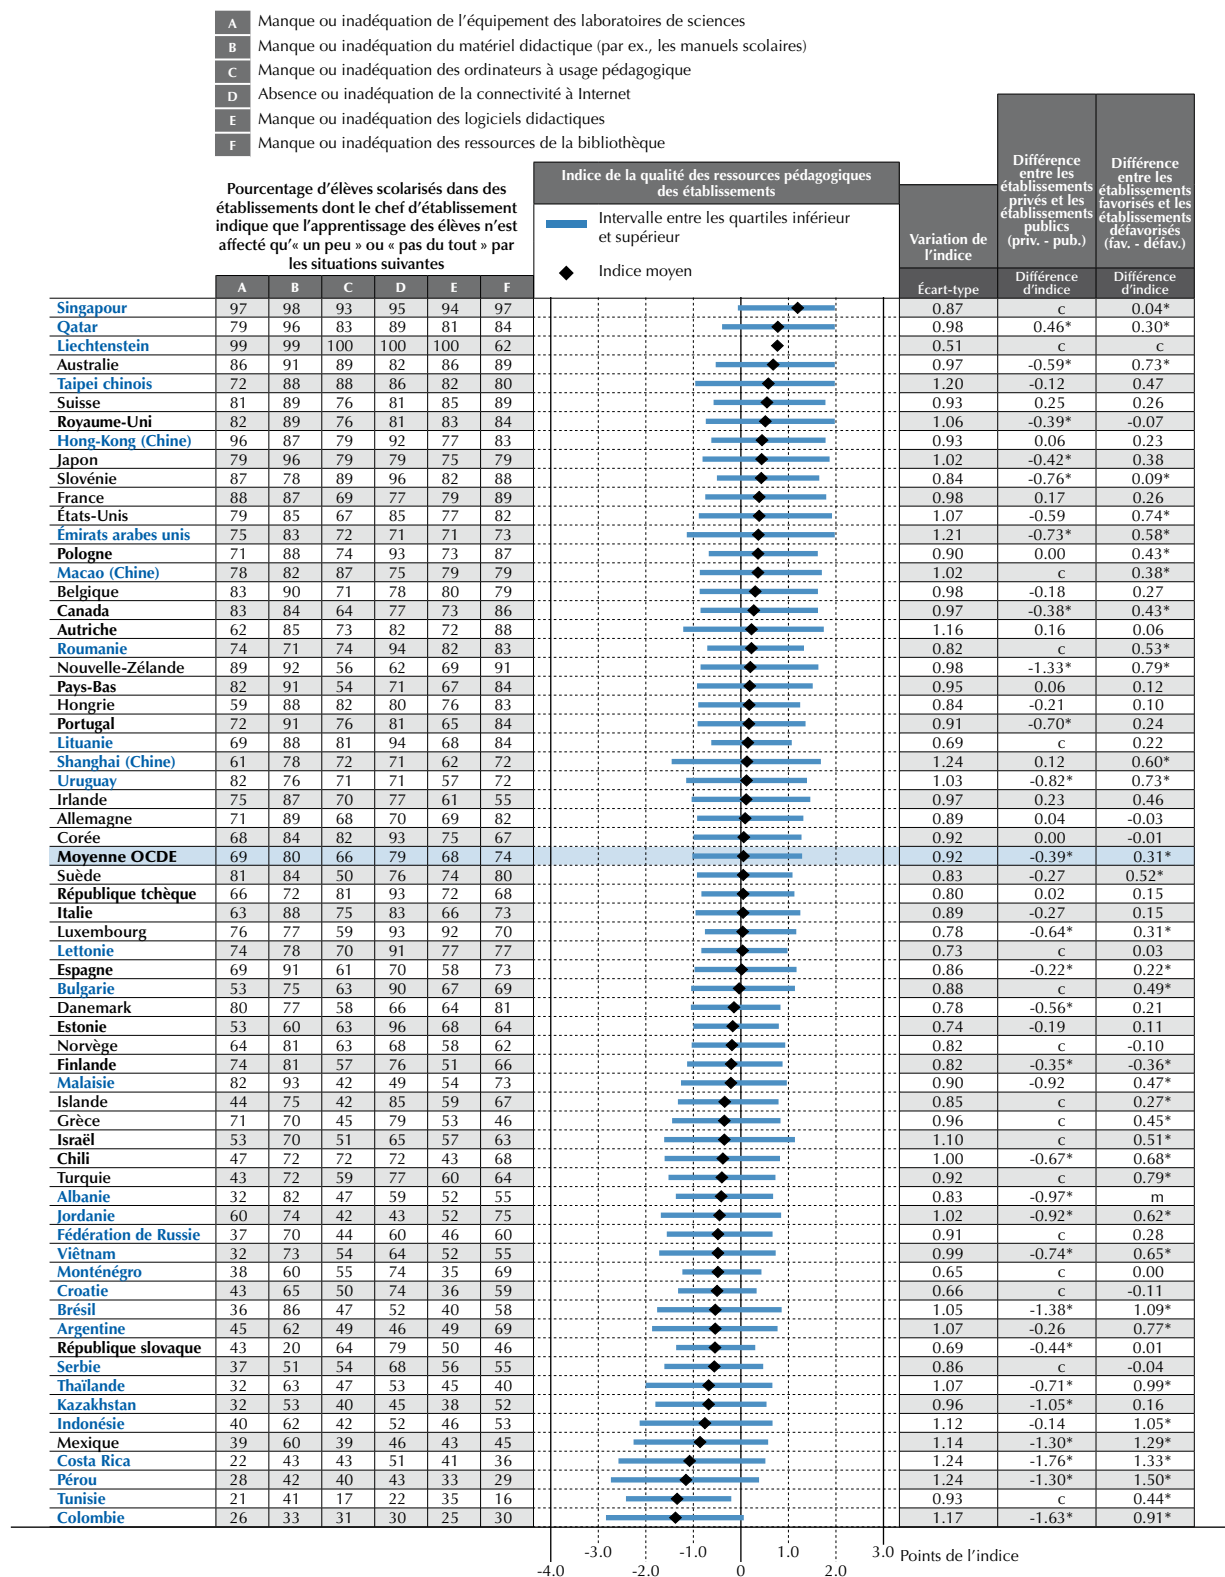 A Manque ou inadéquation de l'équipement des laboratoires de sciences
B Manque ou inadéquation du matériel didactique (par ex., les manuels scolaires)
C Manque ou inadéquation des ordinateurs à usage pédagogique
D Absence ou inadéquation de la connectivité à Internet
E Manque ou inadéquation des logiciels didactiques
F Manque ou inadéquation des ressources de la bibliothèque
Pourcentage d'élèves scolarisés dans des
établissements dont le chef d'établissement
indique que l'apprentissage des élèves n'est
affecté qu'« un peu » ou « pas du tout » par
les situations suivantes
Indice de la qualité des ressources pédagogiques
des établissements
Intervalle entre les quartiles inférieur
et supérieur
Indice moyen
Variation de
l'indice
Différence
entre les
établissements
privés et les
établissements
publics
(priv. - pub.)
Différence
entre les
établissements
favorisés et les
établissements
défavorisés
(fav. - défav.)
A B C D E F Écart-type Différence
d'indice Différence
d'indice
Singapour 97 98 93 95 94 97 0.87 c 0.04*
Qatar 79 96 83 89 81 84 0.98 0.46* 0.30*
Liechtenstein 99 99 100 100 100 62 0.51 c c
Australie 86 91 89 82 86 89 0.97 -0.59* 0.73*
Taipei chinois 72 88 88 86 82 80 1.20 -0.12 0.47
Suisse 81 89 76 81 85 89 0.93 0.25 0.26
Royaume-Uni 82 89 76 81 83 84 1.06 -0.39* -0.07
Hong-Kong (Chine) 96 87 79 92 77 83 0.93 0.06 0.23
Japon 79 96 79 79 75 79 1.02 -0.42* 0.38
Slovénie 87 78 89 96 82 88 0.84 -0.76* 0.09*
France 88 87 69 77 79 89 0.98 0.17 0.26
États-Unis 79 85 67 85 77 82 1.07 -0.59 0.74*
Émirats arabes unis 75 83 72 71 71 73 1.21 -0.73* 0.58*
Pologne 71 88 74 93 73 87 0.90 0.00 0.43*
Macao (Chine) 78 82 87 75 79 79 1.02 c 0.38*
Belgique 83 90 71 78 80 79 0.98 -0.18 0.27
Canada 83 84 64 77 73 86 0.97 -0.38* 0.43*
Autriche 62 85 73 82 72 88 1.16 0.16 0.06
Roumanie 74 71 74 94 82 83 0.82 c 0.53*
Nouvelle-Zélande 89 92 56 62 69 91 0.98 -1.33* 0.79*
Pays-Bas 82 91 54 71 67 84 0.95 0.06 0.12
Hongrie 59 88 82 80 76 83 0.84 -0.21 0.10
Portugal 72 91 76 81 65 84 0.91 -0.70* 0.24
Lituanie 69 88 81 94 68 84 0.69 c 0.22
Shanghai (Chine) 61 78 72 71 62 72 1.24 0.12 0.60*
Uruguay 82 76 71 71 57 72 1.03 -0.82* 0.73*
Irlande 75 87 70 77 61 55 0.97 0.23 0.46
Allemagne 71 89 68 70 69 82 0.89 0.04 -0.03
Corée 68 84 82 93 75 67 0.92 0.00 -0.01
Moyenne OCDE 69 80 66 79 68 74 0.92 -0.39* 0.31*
Suède 81 84 50 76 74 80 0.83 -0.27 0.52*
République tchèque 66 72 81 93 72 68 0.80 0.02 0.15
Italie 63 88 75 83 66 73 0.89 -0.27 0.15
Luxembourg 76 77 59 93 92 70 0.78 -0.64* 0.31*
Lettonie 74 78 70 91 77 77 0.73 c 0.03
Espagne 69 91 61 70 58 73 0.86 -0.22* 0.22*
Bulgarie 53 75 63 90 67 69 0.88 c 0.49*
Danemark 80 77 58 66 64 81 0.78 -0.56* 0.21
Estonie 53 60 63 96 68 64 0.74 -0.19 0.11
Norvège 64 81 63 68 58 62 0.82 c -0.10
Finlande 74 81 57 76 51 66 0.82 -0.35* -0.36*
Malaisie 82 93 42 49 54 73 0.90 -0.92 0.47*
Islande 44 75 42 85 59 67 0.85 c 0.27*
Grèce 71 70 45 79 53 46 0.96 c 0.45*
Israël 53 70 51 65 57 63 1.10 c 0.51*
Chili 47 72 72 72 43 68 1.00 -0.67* 0.68*
Turquie 43 72 59 77 60 64 0.92 c 0.79*
Albanie 32 82 47 59 52 55 0.83 -0.97* m
Jordanie 60 74 42 43 52 75 1.02 -0.92* 0.62*
Fédération de Russie 37 70 44 60 46 60 0.91 c 0.28
Viêtnam 32 73 54 64 52 55 0.99 -0.74* 0.65*
Monténégro 38 60 55 74 35 69 0.65 c 0.00
Croatie 43 65 50 74 36 59 0.66 c -0.11
Brésil 36 86 47 52 40 58 1.05 -1.38* 1.09*
Argentine 45 62 49 46 49 69 1.07 -0.26 0.77*
République slovaque 43 20 64 79 50 46 0.69 -0.44* 0.01
Serbie 37 51 54 68 56 55 0.86 c -0.04
Thaïlande 32 63 47 53 45 40 1.07 -0.71* 0.99*
Kazakhstan 32 53 40 45 38 52 0.96 -1.05* 0.16
Indonésie 40 62 42 52 46 53 1.12 -0.14 1.05*
Mexique 39 60 39 46 43 45 1.14 -1.30* 1.29*
Costa Rica 22 43 43 51 41 36 1.24 -1.76* 1.33*
Pérou 28 42 40 43 33 29 1.24 -1.30* 1.50*
Tunisie 21 41 17 22 35 16 0.93 c 0.44*
Colombie 26 33 31 30 25 30 1.17 -1.63* 0.91*
-3.0 -1.0 1.0 3.0 Points de l'indice
-4.0 -2.0 0 2.0